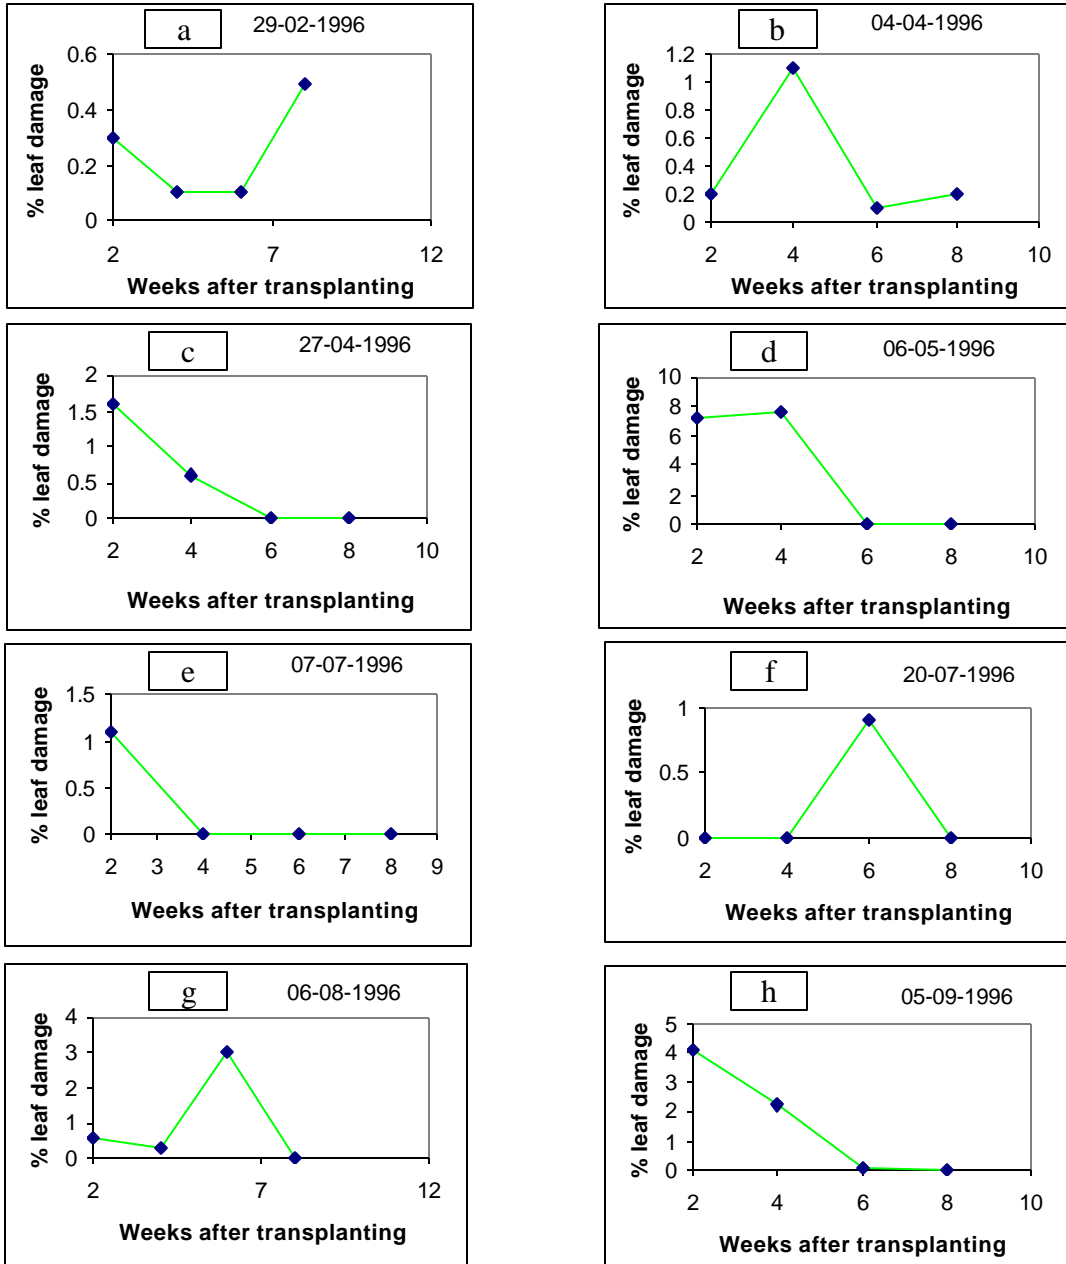 a 29-02-1996
% leaf damage
0.6
0.4
0.2
0
2 7 12
Weeks after transplanting
b 04-04-1996
% leaf damage
1.2
1
0.8
0.6
0.4
0.2
0
2 4 6 8 10
Weeks after transplanting
c 27-04-1996
% leaf damage
2
1.5
1
0.5
0
2 4 6 8 10
Weeks after transplanting
d 06-05-1996
% leaf damage
10
8
6
4
2
0
2 4 6 8 10
Weeks after transplanting
e 07-07-1996
% leaf damage
1.5
1
0.5
0
2 3 4 5 6 7 8 9
Weeks after transplanting
f 20-07-1996
% leaf damage
1
0.5
0
2 4 6 8 10
Weeks after transplanting
g 06-08-1996
% leaf damage
4
3
2
1
0
2 7 12
Weeks after transplanting
h 05-09-1996
% leaf damage
5
4
3
2
1
0
2 4 6 8 10
Weeks after transplanting